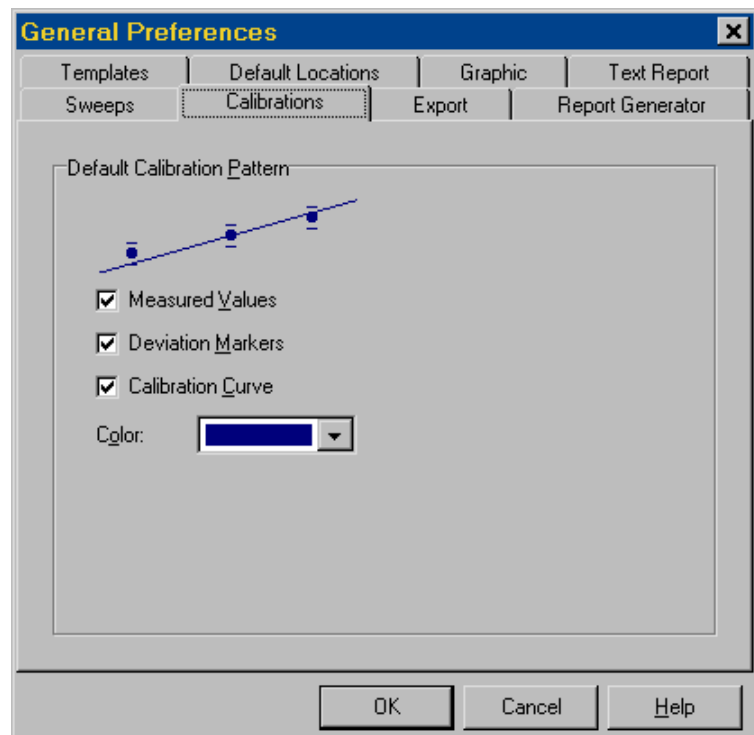 General Preferences
Templates Default Locations Graphic Text Report
Sweeps Calibrations Export Report Generator
Default Calibration Pattern
Measured Values
Deviation Markers
Calibration Curve
Color:
OK Cancel Help